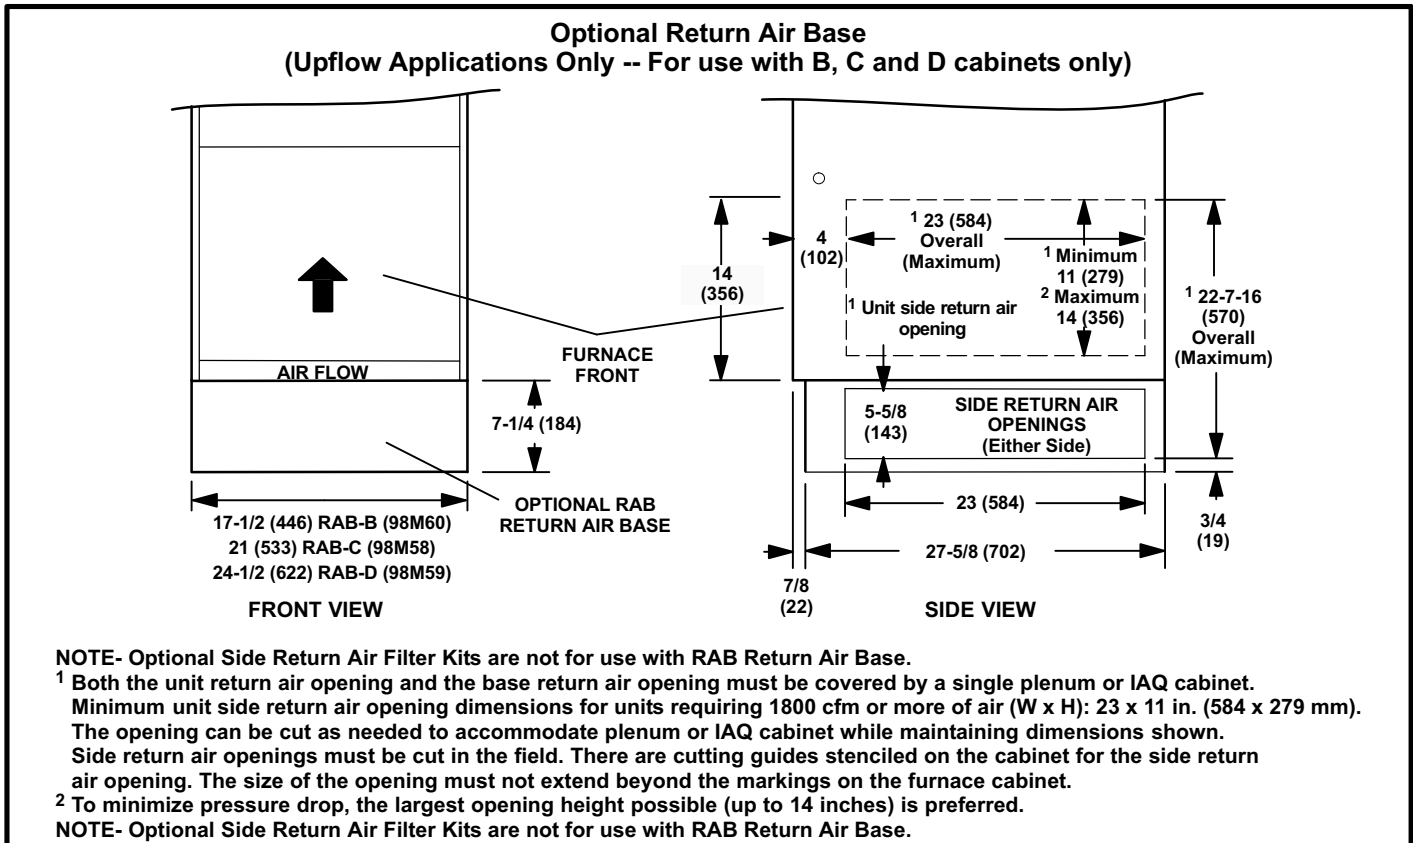 Optional Return Air Base
(Upflow Applications Only -- For use with B, C and D cabinets only)
AIR FLOW
7-1/4 (184)
FURNACE
FRONT
OPTIONAL RAB
RETURN AIR BASE
17-1/2 (446) RAB-B (98M60)
21 (533) RAB-C (98M58)
24-1/2 (622) RAB-D (98M59)
FRONT VIEW
14
(356)
4
(102)
1 23 (584)
Overall
(Maximum)
1 Minimum
11 (279)
2 Maximum
14 (356)
1 Unit side return air
opening
1 22-7-16
(570)
Overall
(Maximum)
5-5/8
(143)
SIDE RETURN AIR
OPENINGS
(Either Side)
23 (584)
3/4
(19)
27-5/8 (702)
7/8
(22)
SIDE VIEW
NOTE- Optional Side Return Air Filter Kits are not for use with RAB Return Air Base.
1 Both the unit return air opening and the base return air opening must be covered by a single plenum or IAQ cabinet.
Minimum unit side return air opening dimensions for units requiring 1800 cfm or more of air (W x H): 23 x 11 in. (584 x 279 mm).
The opening can be cut as needed to accommodate plenum or IAQ cabinet while maintaining dimensions shown.
Side return air openings must be cut in the field. There are cutting guides stenciled on the cabinet for the side return
air opening. The size of the opening must not extend beyond the markings on the furnace cabinet.
2 To minimize pressure drop, the largest opening height possible (up to 14 inches) is preferred.
NOTE- Optional Side Return Air Filter Kits are not for use with RAB Return Air Base.